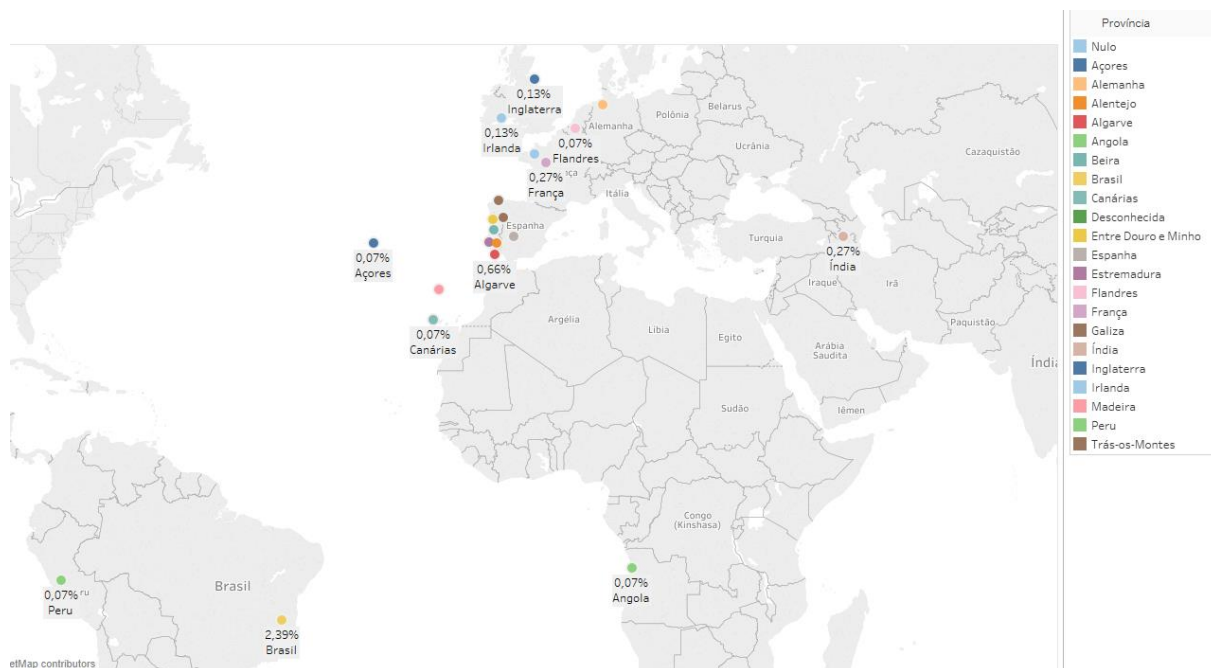 0,13%
Inglaterra
0,13%
Irlanda
0,07%
Flandres
Alemanha
Polônia
Belarus
Ucrânia
Cazaquistão
0,27%
França
Itália
Espanha
Turquia
0,27%
Índia
0,07%
Açores
0,66%
Algarve
Iraque
Irã
Paquistão
0,07%
Canárias
Argélia
Líbia
Egito
Arábia
Saudita
Índia
Sudão
Iêmen
Congo
(Kinshasa)
0,07%
Peru
Brasil
0,07%
Angola
2,39%
Brasil
etMap contributors
Província
Nulo
Açores
Alemanha
Alentejo
Algarve
Angola
Beira
Brasil
Canárias
Desconhecida
Entre Douro e Minho
Espanha
Estremadura
Flandres
França
Galiza
Índia
Inglaterra
Irlanda
Madeira
Peru
Trás-os-Montes